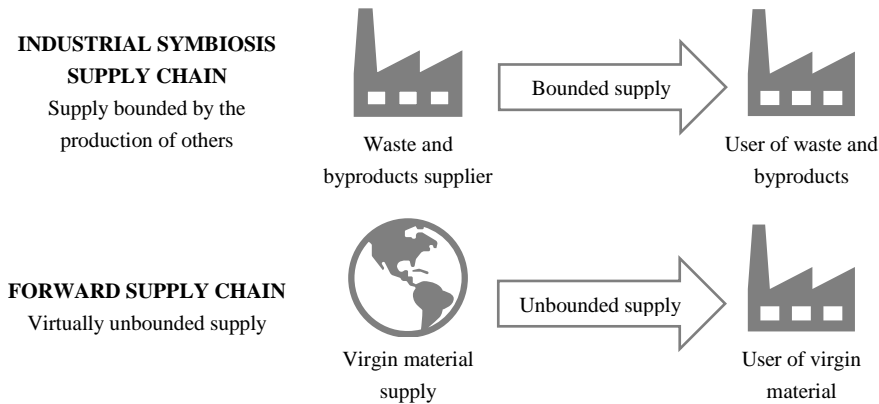 INDUSTRIAL SYMBIOSIS
SUPPLY CHAIN
Supply bounded by the
production of others
Bounded supply
Waste and
byproducts supplier
User of waste and
byproducts
FORWARD SUPPLY CHAIN
Virtually unbounded supply
Unbounded supply
Virgin material
supply
User of virgin
material